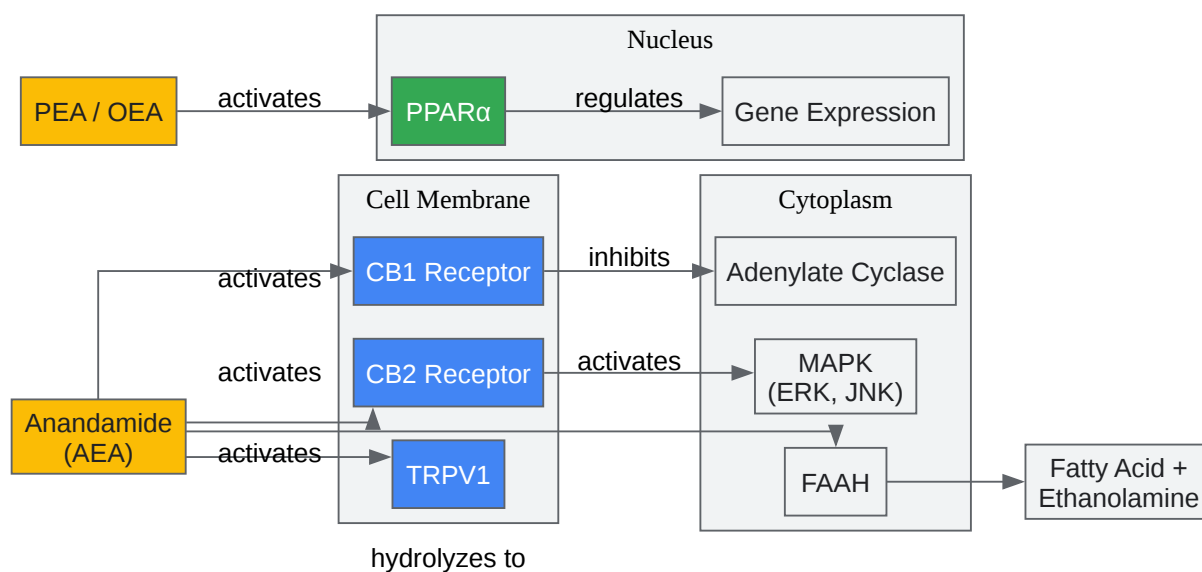 Nucleus
PEA / OEA
activates
PPARα
regulates
Gene Expression
Cell Membrane
Cytoplasm
activates
CB1 Receptor
inhibits
Adenylate Cyclase
activates
CB2 Receptor
activates
MAPK
(ERK, JNK)
Anandamide
(AEA)
activates
TRPV1
FAAH
Fatty Acid +
Ethanolamine
hydrolyzes to